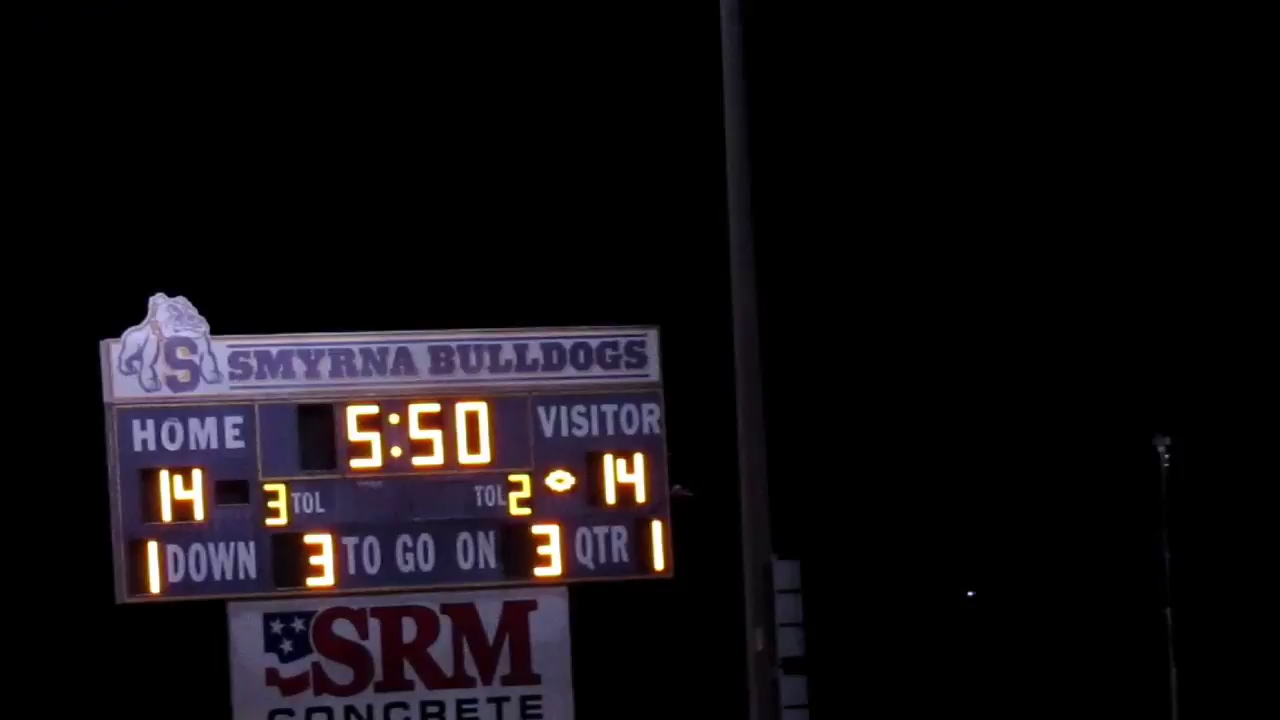 S SMYRNA BULLDOGS
HOME 5:50 VISITOR
14 3 TOL TOL 2 14
1 DOWN 3 TO GO ON 3 QTR 1
SRM
CONCRETE